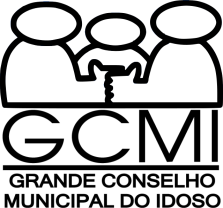 GCMI
GRANDE CONSELHO
MUNICIPAL DO IDOSO